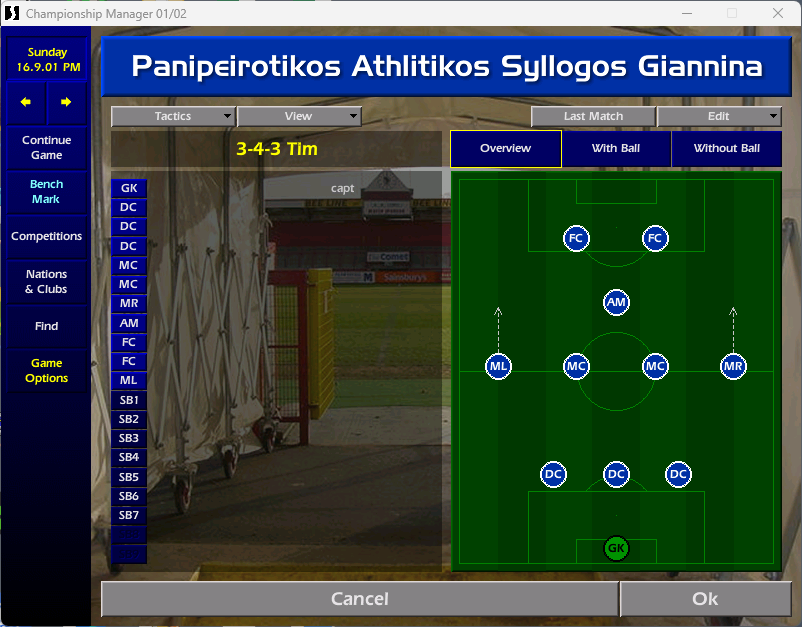 Championship Manager 01/02
Sunday
16.9.01 PM
Panipeirotikos Athlitikos Syllogos Giannina
Tactics
View
Last Match
Edit
3-4-3 Tim
Overview
With Ball
Without Ball
Continue
Game
Bench
Mark
Competitions
Nations
& Clubs
Find
Game
Options
GK
capt
DC
DC
DC
MC
MC
MR
AM
FC
FC
ML
SB1
SB2
SB3
SB4
SB5
SB6
SB7
The Comet
Sainsbury's
FC
FC
AM
ML
MC
MC
MR
DC
DC
DC
GK
Cancel
Ok